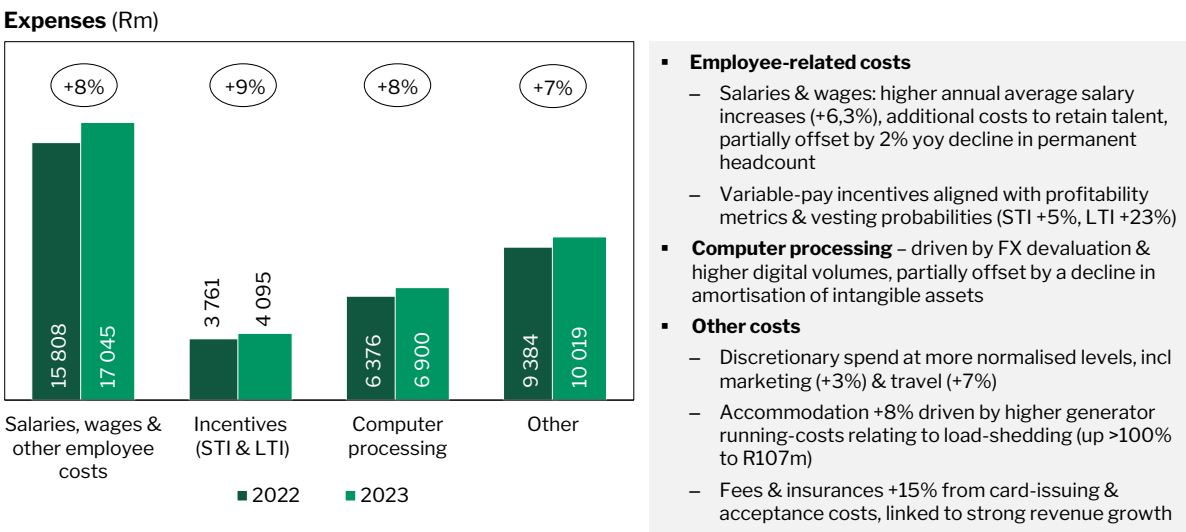 Expenses (Rm)
+8%
+9%
+8%
+7%
15 808
17 045
3 761
4 095
6 376
6 900
9 384
10 019
Salaries, wages &
other employee
costs
Incentives
(STI & LTI)
Computer
processing
Other
■ 2022
■ 2023
▪ Employee-related costs
– Salaries & wages: higher annual average salary
increases (+6,3%), additional costs to retain talent,
partially offset by 2% yoy decline in permanent
headcount
– Variable-pay incentives aligned with profitability
metrics & vesting probabilities (STI +5%, LTI +23%)
▪ Computer processing – driven by FX devaluation &
higher digital volumes, partially offset by a decline in
amortisation of intangible assets
▪ Other costs
– Discretionary spend at more normalised levels, incl
marketing (+3%) & travel (+7%)
– Accommodation +8% driven by higher generator
running-costs relating to load-shedding (up >100%
to R107m)
– Fees & insurances +15% from card-issuing &
acceptance costs, linked to strong revenue growth